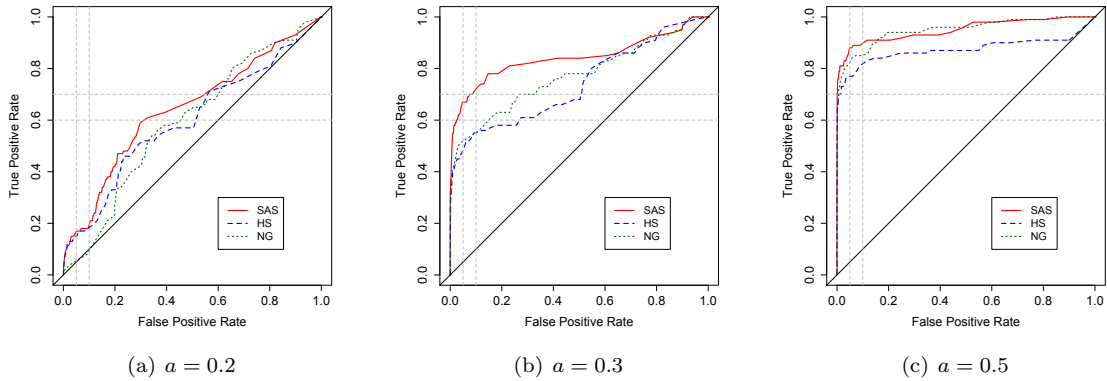 True Positive Rate
0.0 0.2 0.4 0.6 0.8 1.0
SAS
HS
NG
0.0 0.2 0.4 0.6 0.8 1.0
False Positive Rate
(a) a = 0.2
True Positive Rate
0.0 0.2 0.4 0.6 0.8 1.0
SAS
HS
NG
0.0 0.2 0.4 0.6 0.8 1.0
False Positive Rate
(b) a = 0.3
True Positive Rate
0.0 0.2 0.4 0.6 0.8 1.0
SAS
HS
NG
0.0 0.2 0.4 0.6 0.8 1.0
False Positive Rate
(c) a = 0.5